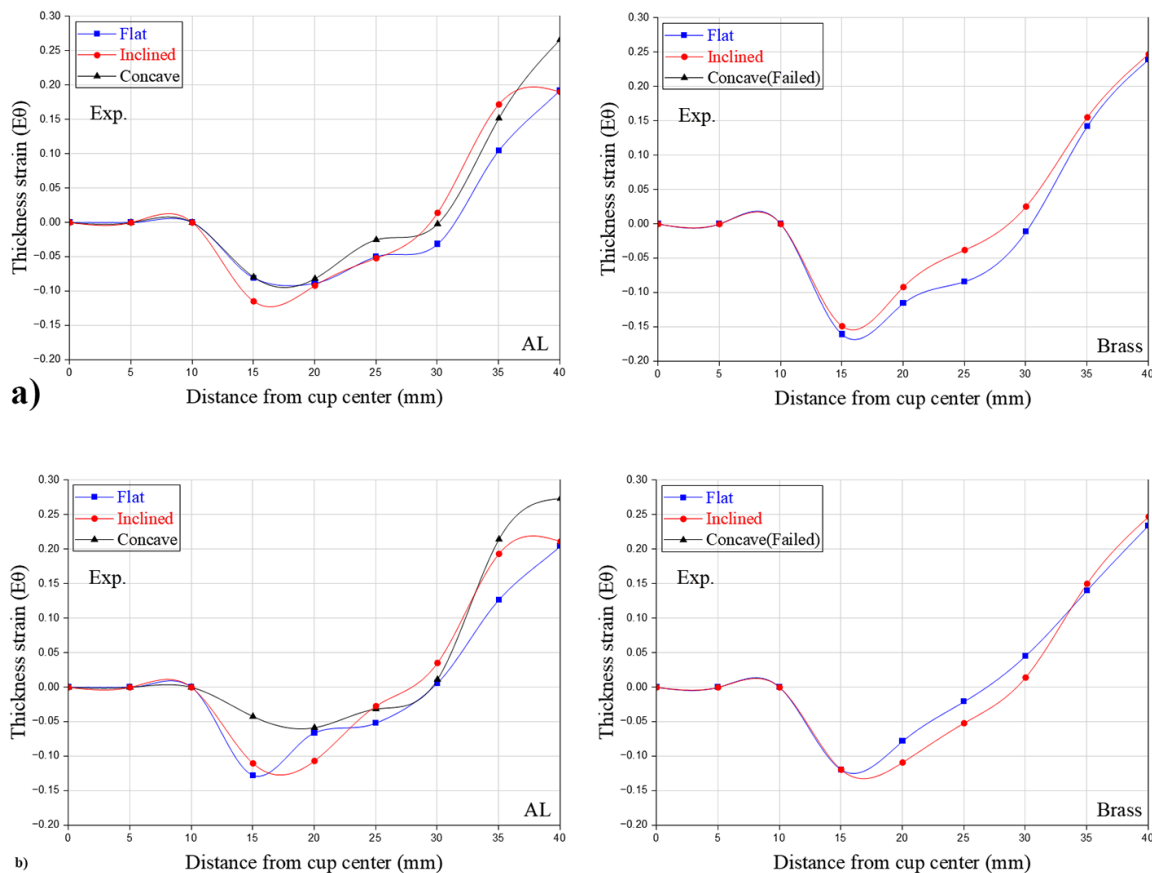 Flat
Inclined
Concave
Exp.
AL
Thickness strain (Eθ)
0.30
0.25
0.20
0.15
0.10
0.05
0.00
−0.05
−0.10
−0.15
−0.20
0 5 10 15 20 25 30 35 40
Distance from cup center (mm)
Flat
Inclined
Concave(Failed)
Exp.
Brass
Thickness strain (Eθ)
0.30
0.25
0.20
0.15
0.10
0.05
0.00
−0.05
−0.10
−0.15
−0.20
0 5 10 15 20 25 30 35 40
Distance from cup center (mm)
a)
Flat
Inclined
Concave
Exp.
AL
Thickness strain (Eθ)
0.30
0.25
0.20
0.15
0.10
0.05
0.00
−0.05
−0.10
−0.15
−0.20
0 5 10 15 20 25 30 35 40
Distance from cup center (mm)
Flat
Inclined
Concave(Failed)
Exp.
Brass
Thickness strain (Eθ)
0.30
0.25
0.20
0.15
0.10
0.05
0.00
−0.05
−0.10
−0.15
−0.20
0 5 10 15 20 25 30 35 40
Distance from cup center (mm)
b)